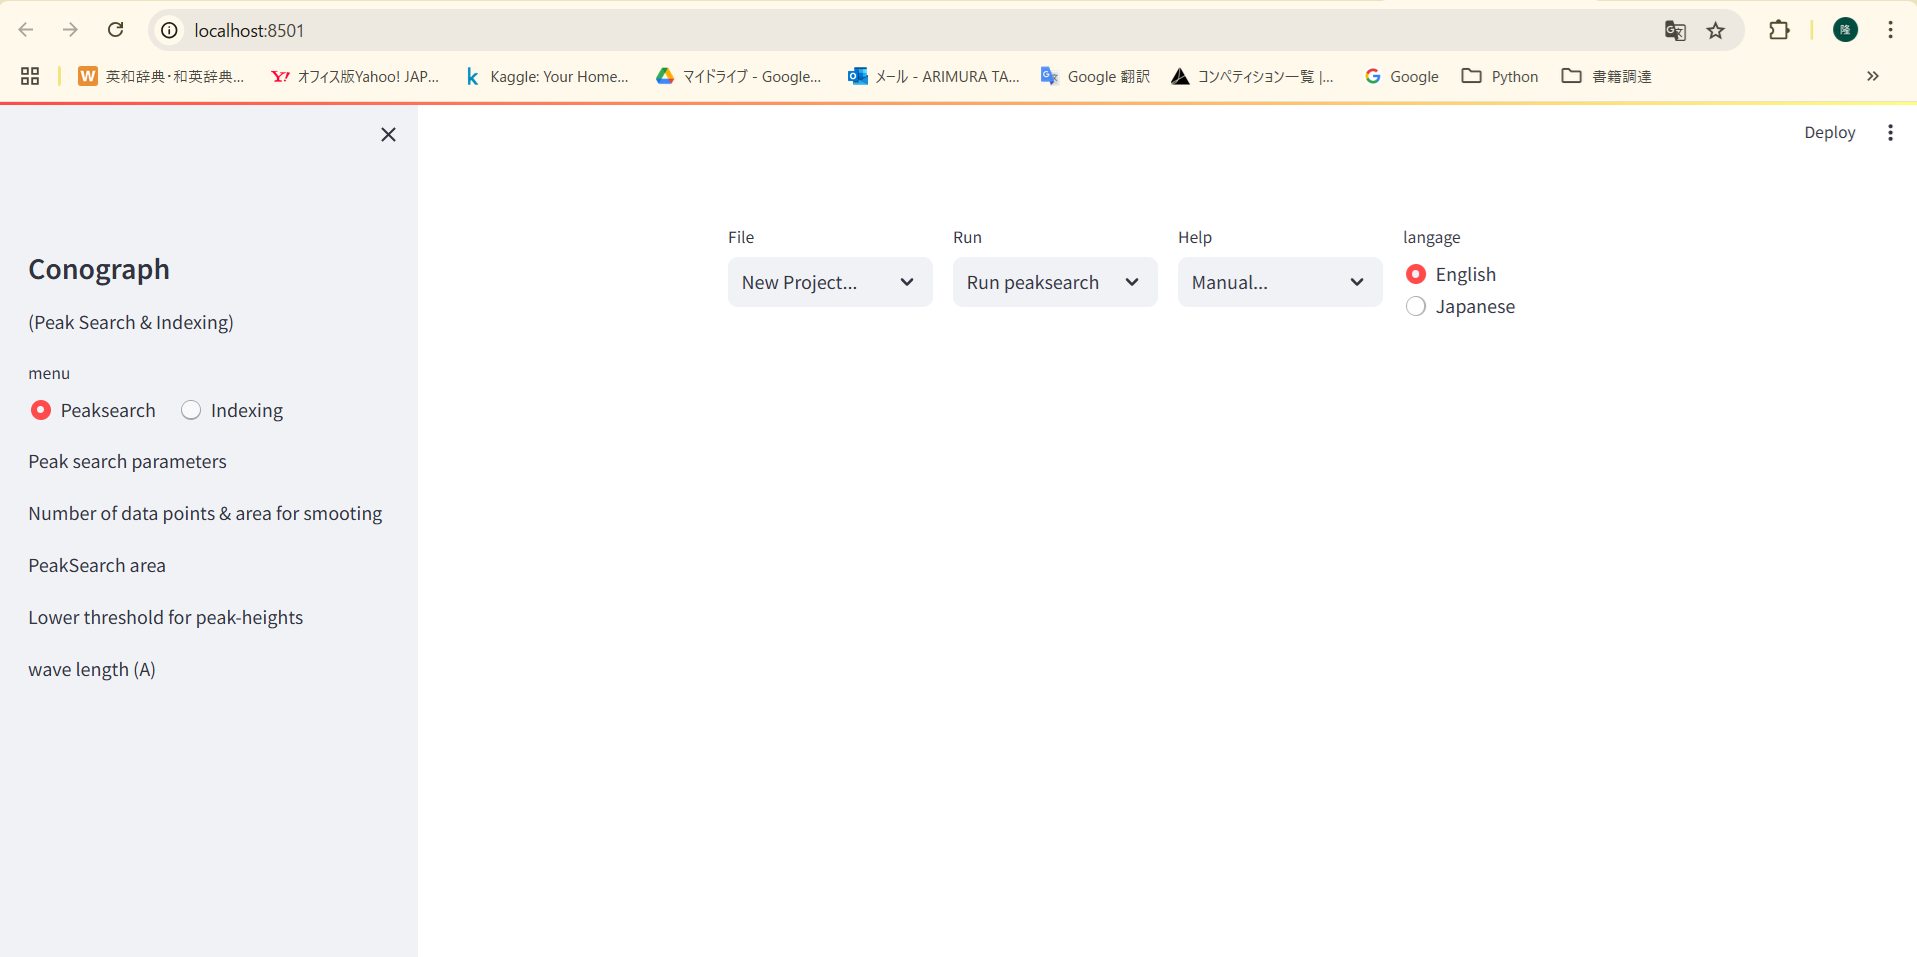 localhost:8501
英和辞典・和英辞典...
オフィス版Yahoo! JAP...
Kaggle: Your Home...
マイドライブ - Google...
メール - ARIMURA TA...
Google 翻訳
コンペティション一覧 |...
Google
Python
書籍調達
Deploy
Conograph
(Peak Search & Indexing)
menu
Peaksearch
Indexing
Peak search parameters
Number of data points & area for smooting
PeakSearch area
Lower threshold for peak-heights
wave length (A)
File
New Project...
Run
Run peaksearch
Help
Manual...
langage
English
Japanese